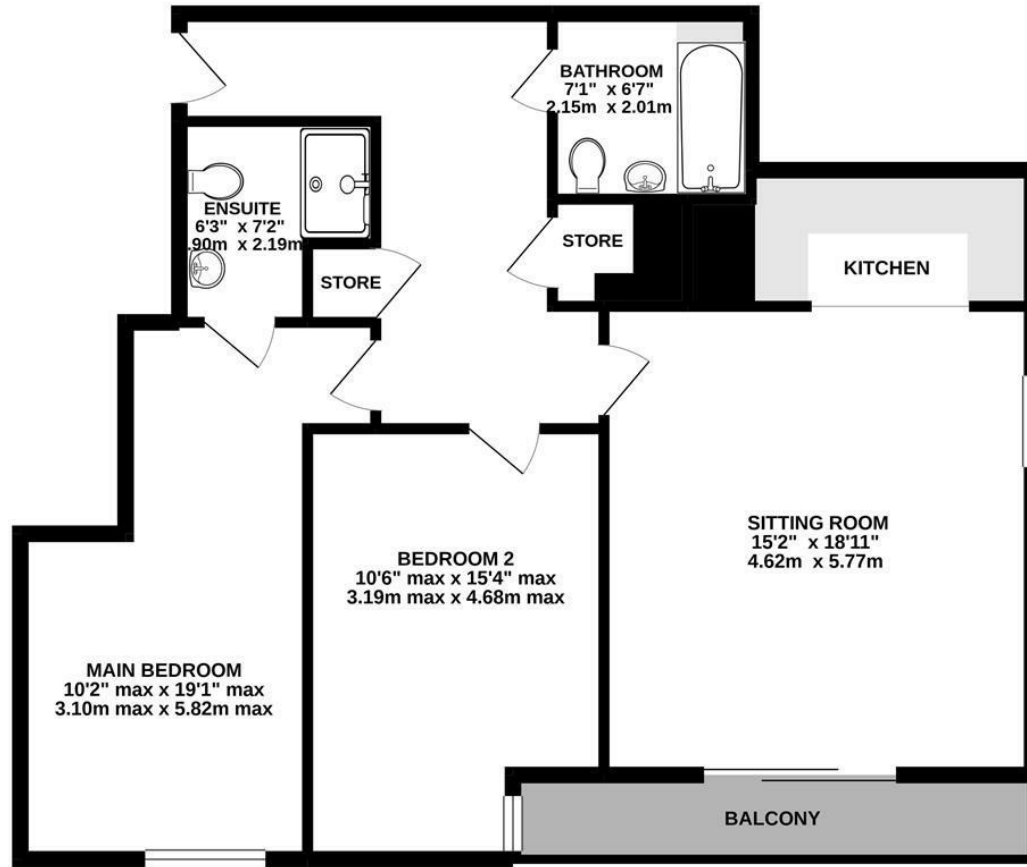 BATHROOM
7'1" x 6'7"
2.15m x 2.01m
ENSUITE
6'3" x 7'2"
.90m x 2.19m
STORE
STORE
KITCHEN
SITTING ROOM
15'2" x 18'11"
4.62m x 5.77m
BEDROOM 2
10'6" max x 15'4" max
3.19m max x 4.68m max
MAIN BEDROOM
10'2" max x 19'1" max
3.10m max x 5.82m max
BALCONY